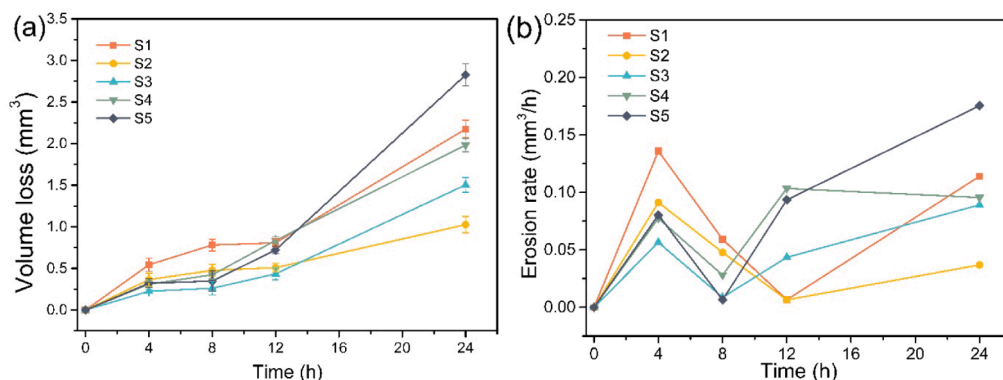 (a)
3.5
3.0
2.5
2.0
1.5
1.0
0.5
0.0
Volume loss (mm³)
S1
S2
S3
S4
S5
0 4 8 12 16 20 24
Time (h)
(b)
0.25
0.20
0.15
0.10
0.05
0.00
Erosion rate (mm³/h)
S1
S2
S3
S4
S5
0 4 8 12 16 20 24
Time (h)